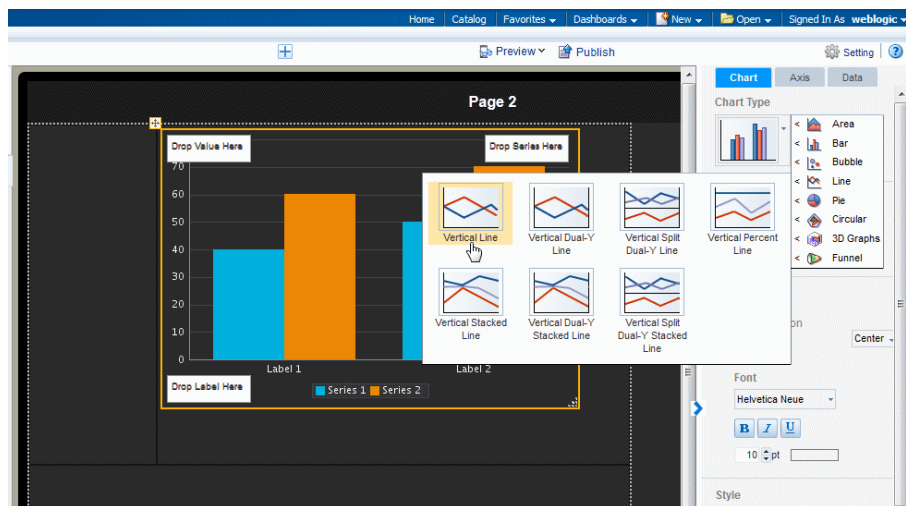 Home Catalog Favorites Dashboards New Open Signed In As weblogic
Preview Publish Setting ?
Page 2
Drop Value Here
Drop Series Here
70
60
50
40
30
20
10
0
Label 1
Label 2
Drop Label Here
Series 1 Series 2
Vertical Line
Vertical Dual-Y
Line
Vertical Split
Dual-Y Line
Vertical Percent
Line
Vertical Stacked
Line
Vertical Dual-Y
Stacked Line
Vertical Split
Dual-Y Stacked
Line
Chart Axis Data
Chart Type
< Area
< Bar
< Bubble
< Line
< Pie
< Circular
< 3D Graphs
< Funnel
on
Center
Font
Helvetica Neue
B I U
10 pt
Style